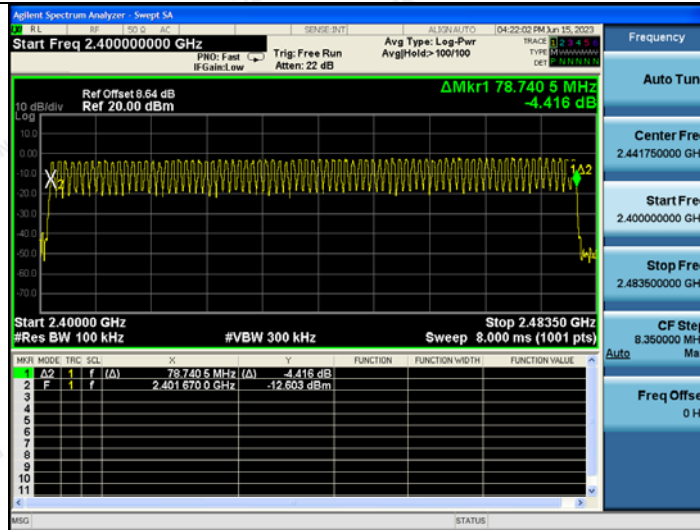 Agilent Spectrum Analyzer - Swept SA
LXI RL RF 50 Ω AC SENSE:INT ALIGN AUTO 04:22:02 PM Jun 15, 2023
Start Freq 2.400000000 GHz
PNO: Fast
IFGain:Low
Trig: Free Run
Atten: 22 dB
Avg Type: Log-Pwr
Avg|Hold:> 100/100
TRACE 1 2 3 4 5 6
TYPE M
DET P N N N N N
Frequency
ΔMkr1 78.740 5 MHz
-4.416 dB
Ref Offset 8.64 dB
10 dB/div Ref 20.00 dBm
Log
10.0
0.00
-10.0
-20.0
-30.0
-40.0
-50.0
-60.0
-70.0
2
1Δ2
Start 2.40000 GHz
Stop 2.48350 GHz
#Res BW 100 kHz #VBW 300 kHz Sweep 8.000 ms (1001 pts)
MKR MODE TRC SCL X Y FUNCTION FUNCTION WIDTH FUNCTION VALUE
1 Δ2 1 f (Δ) 78.740 5 MHz (Δ) -4.416 dB
2 F 1 f 2.401 670 0 GHz -12.603 dBm
3
4
5
6
7
8
9
10
11
MSG STATUS
Auto Tun
Center Fre
2.441750000 GH
Start Fre
2.400000000 GH
Stop Fre
2.483500000 GH
CF Step
8.350000 MH
Auto Ma
Freq Offse
0 H